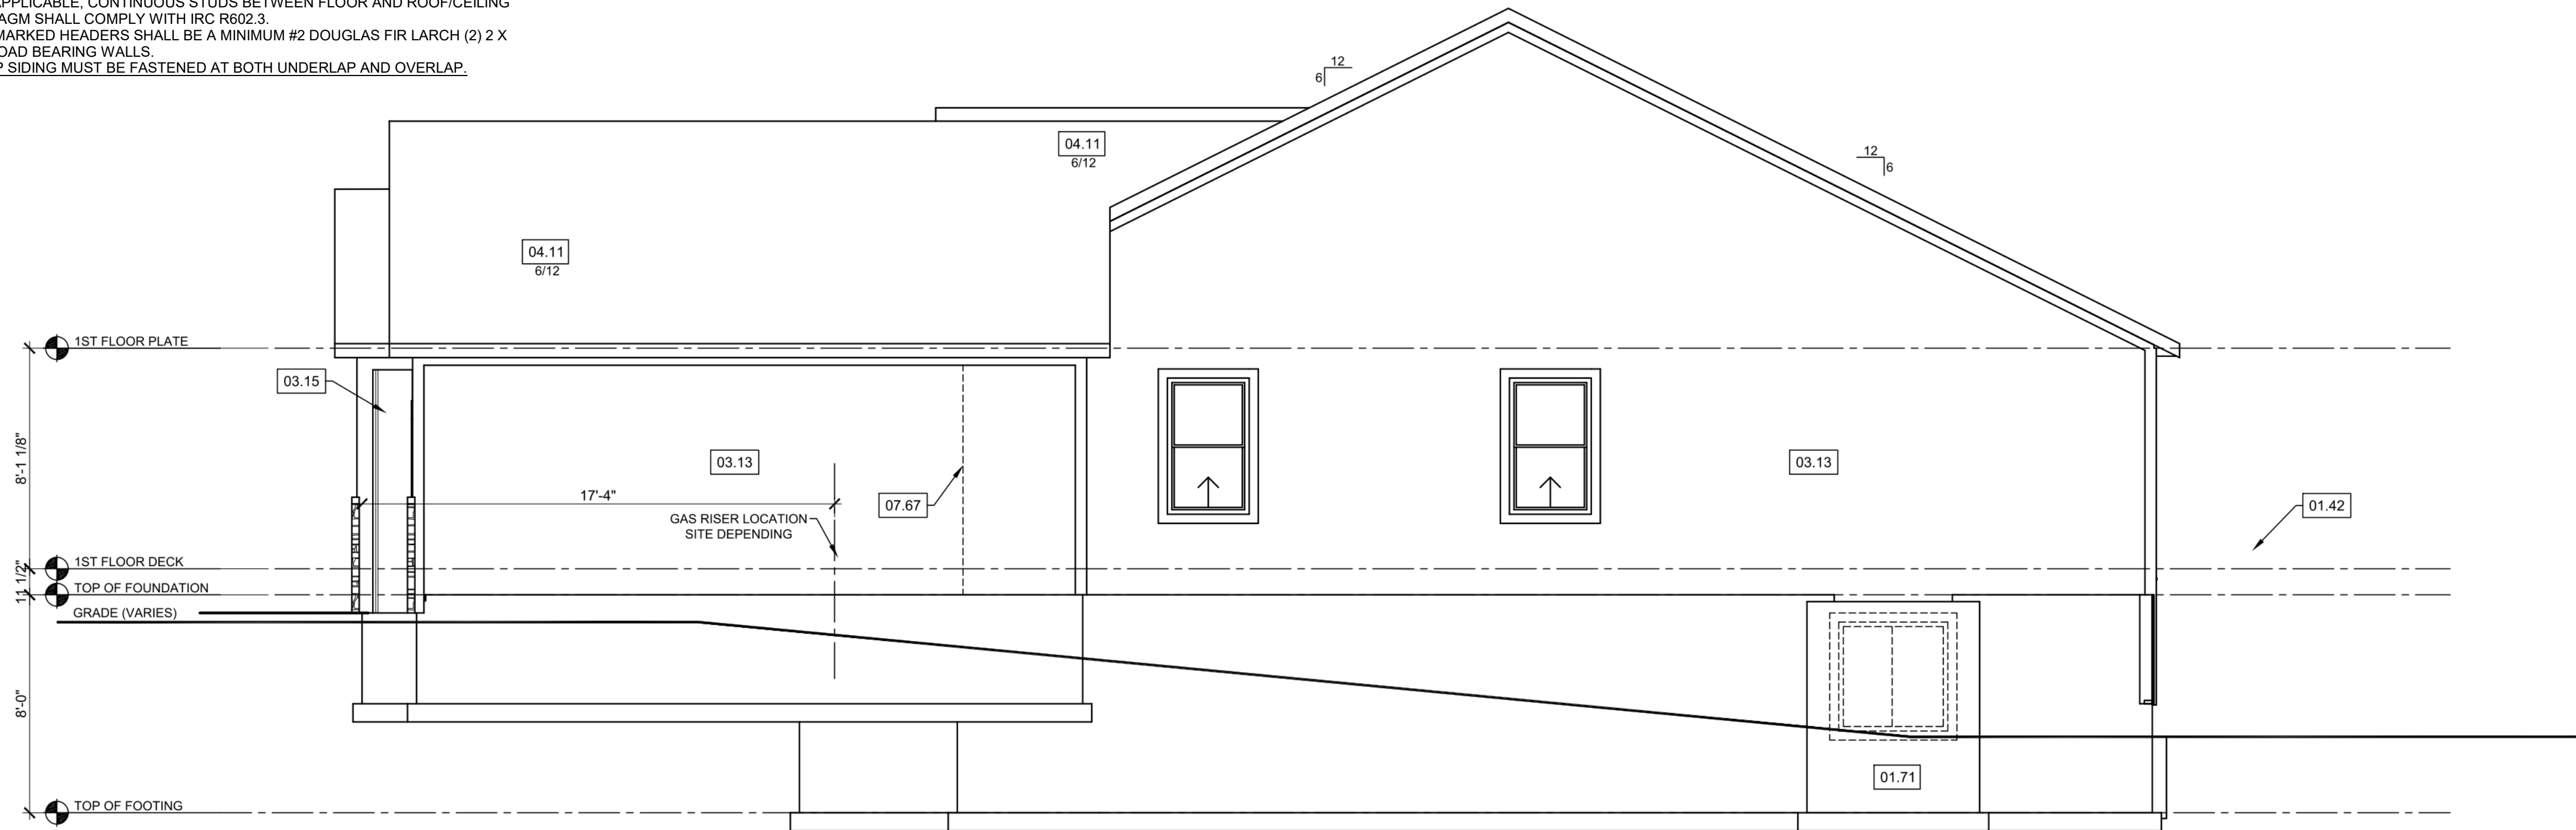 APPLICABLE, CONTINUOUS STUDS BETWEEN FLOOR AND ROOF/CEILING
AGM SHALL COMPLY WITH IRC R602.3.
MARKED HEADERS SHALL BE A MINIMUM #2 DOUGLAS FIR LARCH (2) 2 X
OAD BEARING WALLS.
P SIDING MUST BE FASTENED AT BOTH UNDERLAP AND OVERLAP.
12
6
04.11
6/12
12
6
04.11
6/12
1ST FLOOR PLATE
03.15
8'-1 1/8"
03.13
03.13
17'-4"
07.67
01.42
GAS RISER LOCATION
SITE DEPENDING
1ST FLOOR DECK
11 1/2"
TOP OF FOUNDATION
GRADE (VARIES)
8'-0"
01.71
TOP OF FOOTING